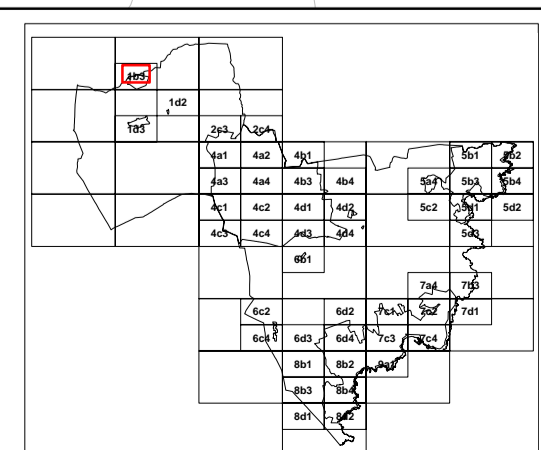 1b3
1d2
1d3 2c3 2c4
4a1 4a2 4b1 5b1 5b2
4a3 4a4 4b3 4b4 5a4 5b3 5b4
4c1 4c2 4d1 4d2 5c2 5d1 5d2
4c3 4c4 4d3 4d4 5d3
6b1
7a4 7b3
6c2 6d2 7c1 7c2 7d1
6c4 6d3 6d4 7c3 7c4
8b1 8b2 9a1
8b3 8b4
8d1 8d2